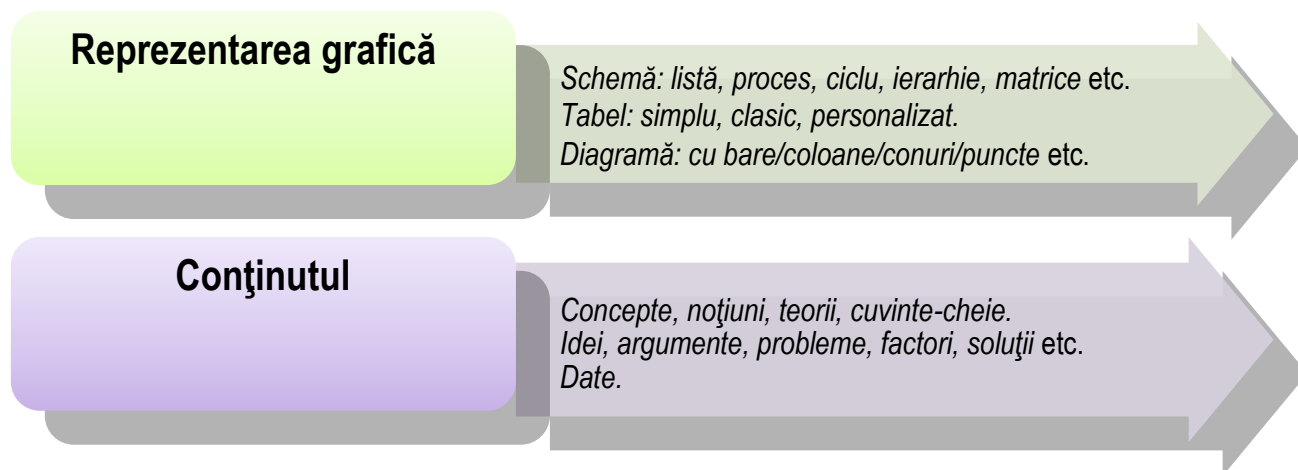 Reprezentarea grafică
Schemă: listă, proces, ciclu, ierarhie, matrice etc.
Tabel: simplu, clasic, personalizat.
Diagramă: cu bare/coloane/conuri/puncte etc.
Conţinutul
Concepte, noţiuni, teorii, cuvinte-cheie.
Idei, argumente, probleme, factori, soluţii etc.
Date.